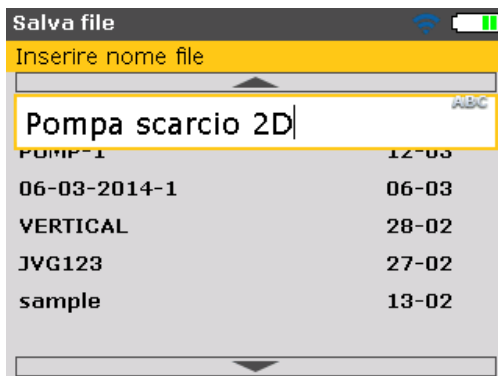 Salva file
Inserire nome file
ABC
Pompa scarcio 2D
PUMP-1 12-03
06-03-2014-1 06-03
VERTICAL 28-02
JVG123 27-02
sample 13-02